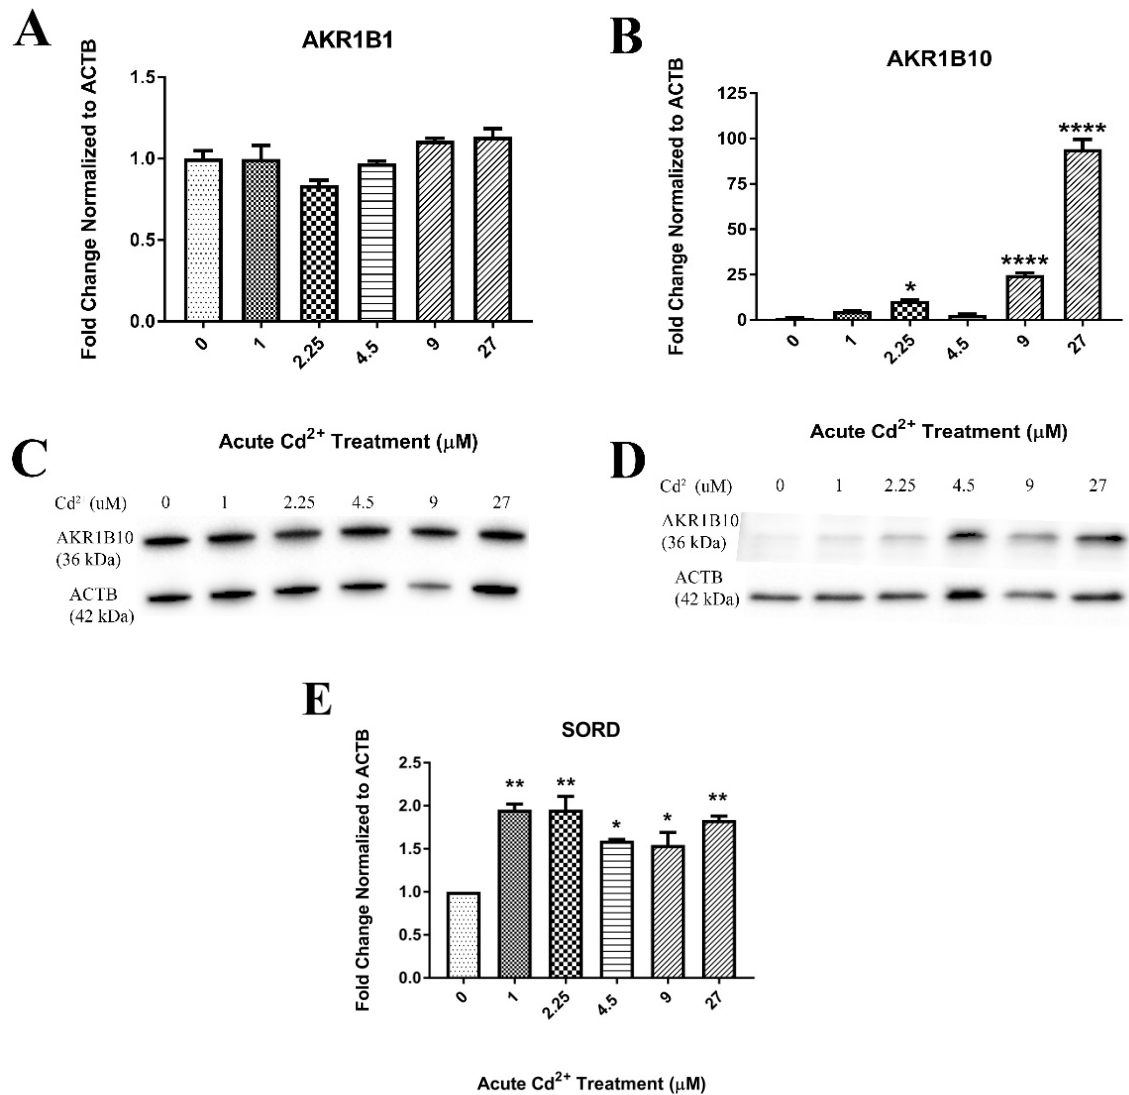 A
AKR1B1
Fold Change Normalized to ACTB
1.5
1.0
0.5
0.0
0 1 2.25 4.5 9 27
Acute Cd2+ Treatment (μM)
B
AKR1B10
Fold Change Normalized to ACTB
125
100
75
50
25
0
* **** ****
0 1 2.25 4.5 9 27
Acute Cd2+ Treatment (μM)
C
Cd2 (uM) 0 1 2.25 4.5 9 27
AKR1B10
(36 kDa)
ACTB
(42 kDa)
D
Cd2 (uM) 0 1 2.25 4.5 9 27
AKR1B10
(36 kDa)
ACTB
(42 kDa)
E
SORD
Fold Change Normalized to ACTB
2.5
2.0
1.5
1.0
0.5
0.0
** ** * * **
0 1 2.25 4.5 9 27
Acute Cd2+ Treatment (μM)